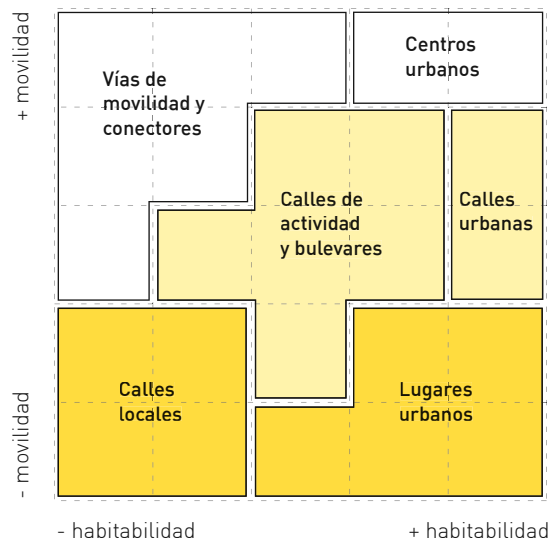 + movilidad
Vías de
movilidad y
conectores
Centros
urbanos
Calles de
actividad
y bulevares
Calles
urbanas
Calles
locales
Lugares
urbanos
- movilidad
- habitabilidad
+ habitabilidad